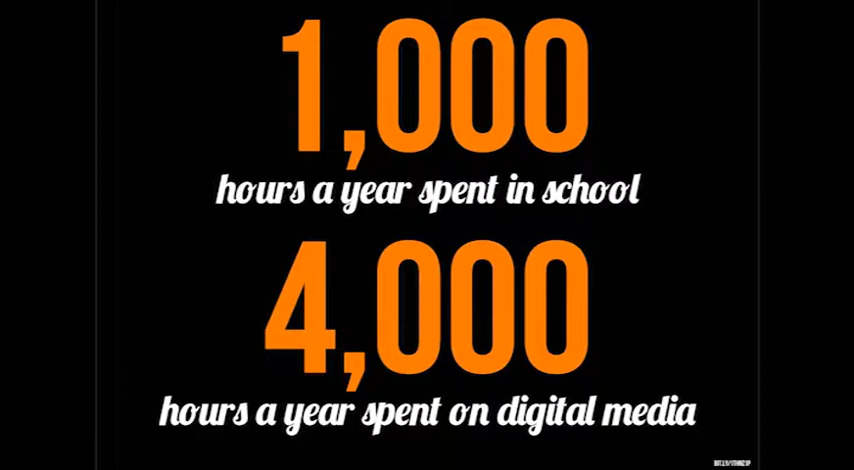 1,000
hours a year spent in school
4,000
hours a year spent on digital media